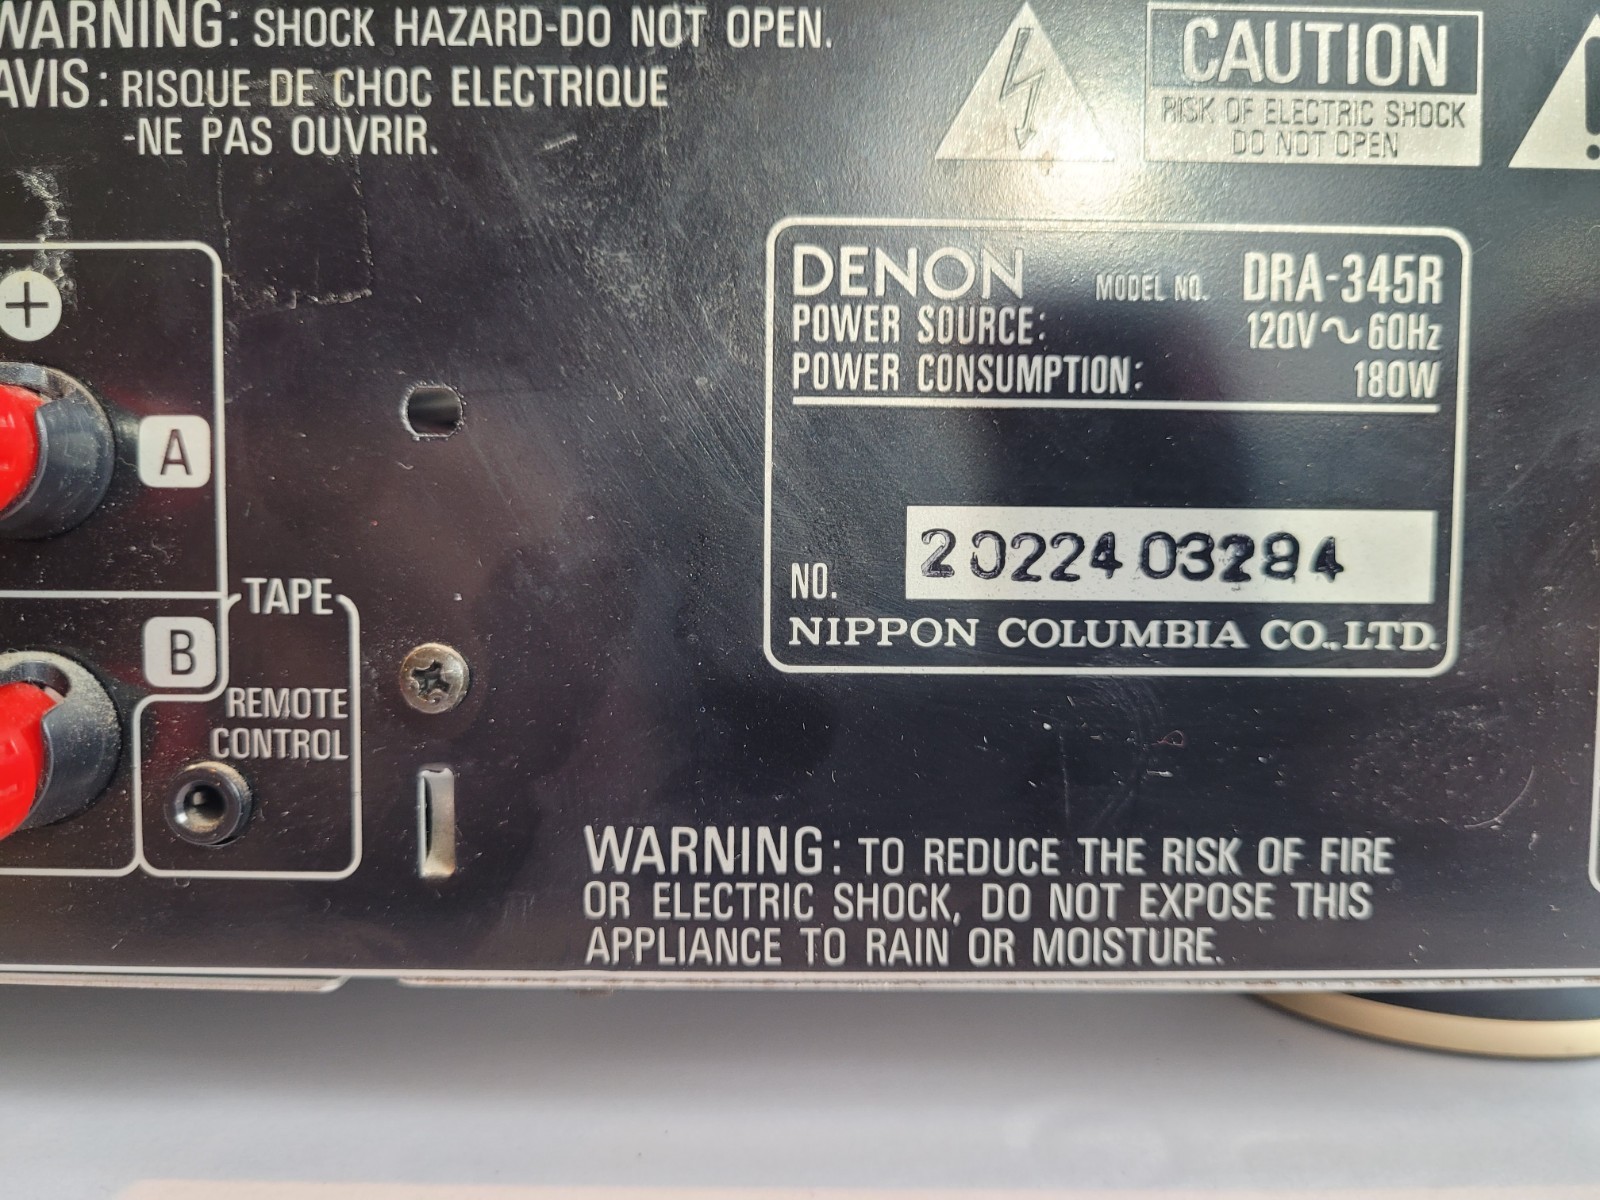 WARNING: SHOCK HAZARD-DO NOT OPEN.
AVIS: RISQUE DE CHOC ELECTRIQUE
-NE PAS OUVRIR.
CAUTION
RISK OF ELECTRIC SHOCK
DO NOT OPEN
DENON MODEL NO. DRA-345R
POWER SOURCE: 120V~60Hz
POWER CONSUMPTION: 180W
NO. 2022403284
NIPPON COLUMBIA CO.,LTD.
+
A
B
TAPE
REMOTE
CONTROL
WARNING: TO REDUCE THE RISK OF FIRE
OR ELECTRIC SHOCK, DO NOT EXPOSE THIS
APPLIANCE TO RAIN OR MOISTURE.